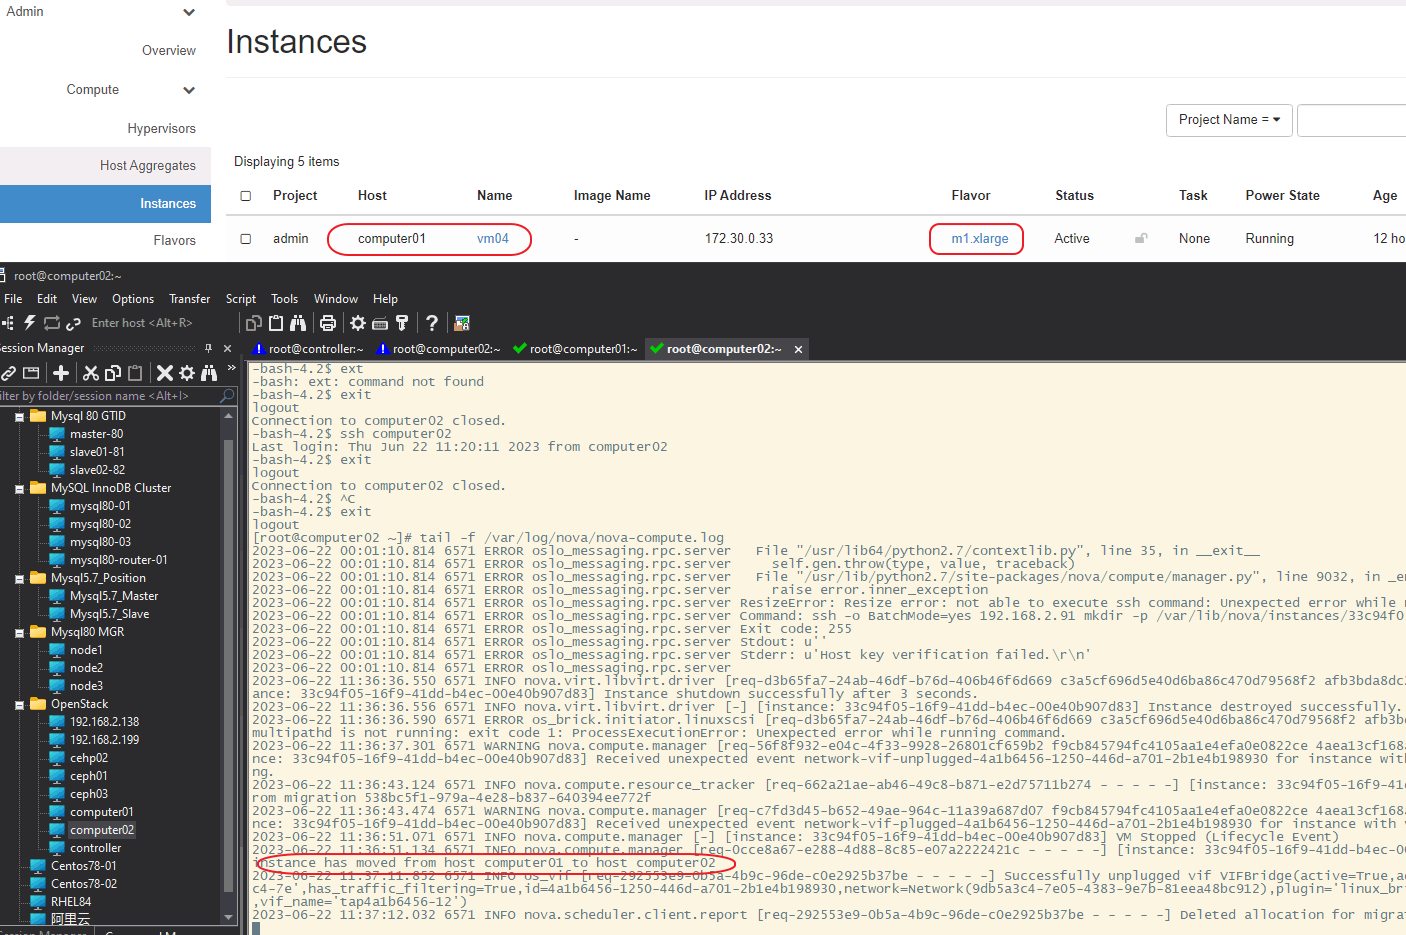 Admin
Overview
Compute
Hypervisors
Host Aggregates
Instances
Flavors
Instances
Project Name =
Displaying 5 items
Project Host Name Image Name IP Address Flavor Status Task Power State Age
admin computer01 vm04 - 172.30.0.33 m1.xlarge Active None Running 12 ho
root@computer02:~
File Edit View Options Transfer Script Tools Window Help
Enter host <Alt+R>
Session Manager
root@controller:~ root@computer02:~ root@computer01:~ root@computer02:~
ilter by folder/session name <Alt+I>
Mysql 80 GTID
master-80
slave01-81
slave02-82
MySQL InnoDB Cluster
mysql80-01
mysql80-02
mysql80-03
mysql80-router-01
Mysql5.7_Position
Mysql5.7_Master
Mysql5.7_Slave
Mysql80 MGR
node1
node2
node3
OpenStack
192.168.2.138
192.168.2.199
cehp02
ceph01
ceph03
computer01
computer02
controller
Centos78-01
Centos78-02
RHEL84
阿里云
-bash-4.2$ ext
-bash: ext: command not found
-bash-4.2$ exit
logout
Connection to computer02 closed.
-bash-4.2$ ssh computer02
Last login: Thu Jun 22 11:20:11 2023 from computer02
-bash-4.2$ exit
logout
Connection to computer02 closed.
-bash-4.2$ ^C
-bash-4.2$ exit
logout
[root@computer02 ~]# tail -f /var/log/nova/nova-compute.log
2023-06-22 00:01:10.814 6571 ERROR oslo_messaging.rpc.server File "/usr/lib64/python2.7/contextlib.py", line 35, in __exit__
2023-06-22 00:01:10.814 6571 ERROR oslo_messaging.rpc.server self.gen.throw(type, value, traceback)
2023-06-22 00:01:10.814 6571 ERROR oslo_messaging.rpc.server File "/usr/lib/python2.7/site-packages/nova/compute/manager.py", line 9032, in _e
2023-06-22 00:01:10.814 6571 ERROR oslo_messaging.rpc.server raise error.inner_exception
2023-06-22 00:01:10.814 6571 ERROR oslo_messaging.rpc.server ResizeError: Resize error: not able to execute ssh command: Unexpected error while r
2023-06-22 00:01:10.814 6571 ERROR oslo_messaging.rpc.server Command: ssh -o BatchMode=yes 192.168.2.91 mkdir -p /var/lib/nova/instances/33c94f0
2023-06-22 00:01:10.814 6571 ERROR oslo_messaging.rpc.server Exit code: 255
2023-06-22 00:01:10.814 6571 ERROR oslo_messaging.rpc.server Stdout: u''
2023-06-22 00:01:10.814 6571 ERROR oslo_messaging.rpc.server Stderr: u'Host key verification failed.\r\n'
2023-06-22 00:01:10.814 6571 ERROR oslo_messaging.rpc.server
2023-06-22 11:36:36.550 6571 INFO nova.virt.libvirt.driver [req-d3b65fa7-24ab-46df-b76d-406b46f6d669 c3a5cf696d5e40d6ba86c470d79568f2 afb3bda8dc
ance: 33c94f05-16f9-41dd-b4ec-00e40b907d83] Instance shutdown successfully after 3 seconds.
2023-06-22 11:36:36.556 6571 INFO nova.virt.libvirt.driver [-] [instance: 33c94f05-16f9-41dd-b4ec-00e40b907d83] Instance destroyed successfully.
2023-06-22 11:36:36.590 6571 ERROR os_brick.initiator.linuxscsi [req-d3b65fa7-24ab-46df-b76d-406b46f6d669 c3a5cf696d5e40d6ba86c470d79568f2 afb3b
multipathd is not running: exit code 1: ProcessExecutionError: Unexpected error while running command.
2023-06-22 11:36:37.301 6571 WARNING nova.compute.manager [req-56f8f932-e04c-4f33-9928-26801cf659b2 f9cb845794fc4105aa1e4efa0e0822ce 4aea13cf168
nce: 33c94f05-16f9-41dd-b4ec-00e40b907d83] Received unexpected event network-vif-unplugged-4a1b6456-1250-446d-a701-2b1e4b198930 for instance with
ng.
2023-06-22 11:36:43.124 6571 INFO nova.compute.resource_tracker [req-662a21ae-ab46-49c8-b871-e2d75711b274 - - - - -] [instance: 33c94f05-16f9-41
rom migration 538bc5f1-979a-4e28-b837-640394ee772f
2023-06-22 11:36:43.474 6571 WARNING nova.compute.manager [req-c7fd3d45-b652-49ae-964c-11a39a687d07 f9cb845794fc4105aa1e4efa0e0822ce 4aea13cf168
nce: 33c94f05-16f9-41dd-b4ec-00e40b907d83] Received unexpected event network-vif-plugged-4a1b6456-1250-446d-a701-2b1e4b198930 for instance with
2023-06-22 11:36:51.071 6571 INFO nova.compute.manager [-] [instance: 33c94f05-16f9-41dd-b4ec-00e40b907d83] VM Stopped (Lifecycle Event)
2023-06-22 11:36:51.134 6571 INFO nova.compute.manager [req-0cce8a67-e288-4d88-8c85-e07a2222421c - - - - -] [instance: 33c94f05-16f9-41dd-b4ec-0
instance has moved from host computer01 to host computer02
2023-06-22 11:37:11.852 6571 INFO os_vif [req-292553e9-0b5a-4b9c-96de-c0e2925b37be - - - - -] Successfully unplugged vif VIFBridge(active=True,a
c4-7e',has_traffic_filtering=True,id=4a1b6456-1250-446d-a701-2b1e4b198930,network=Network(9db5a3c4-7e05-4383-9e7b-81eea48bc912),plugin='linux_br
,vif_name='tap4a1b6456-12')
2023-06-22 11:37:12.032 6571 INFO nova.scheduler.client.report [req-292553e9-0b5a-4b9c-96de-c0e2925b37be - - - - -] Deleted allocation for migra